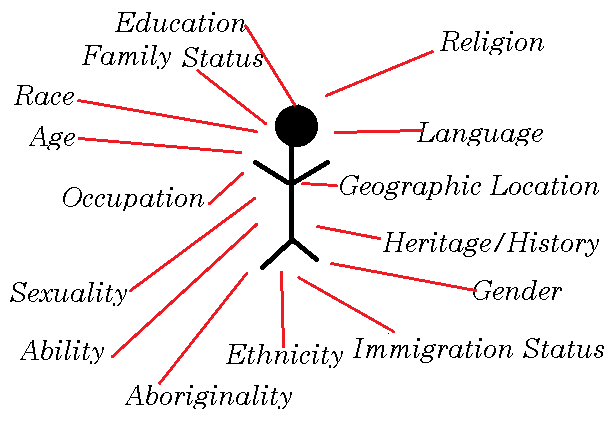 Education
Family Status
Religion
Race
Age
Language
Occupation
Geographic Location
Heritage/History
Sexuality
Gender
Ability
Ethnicity
Immigration Status
Aboriginality